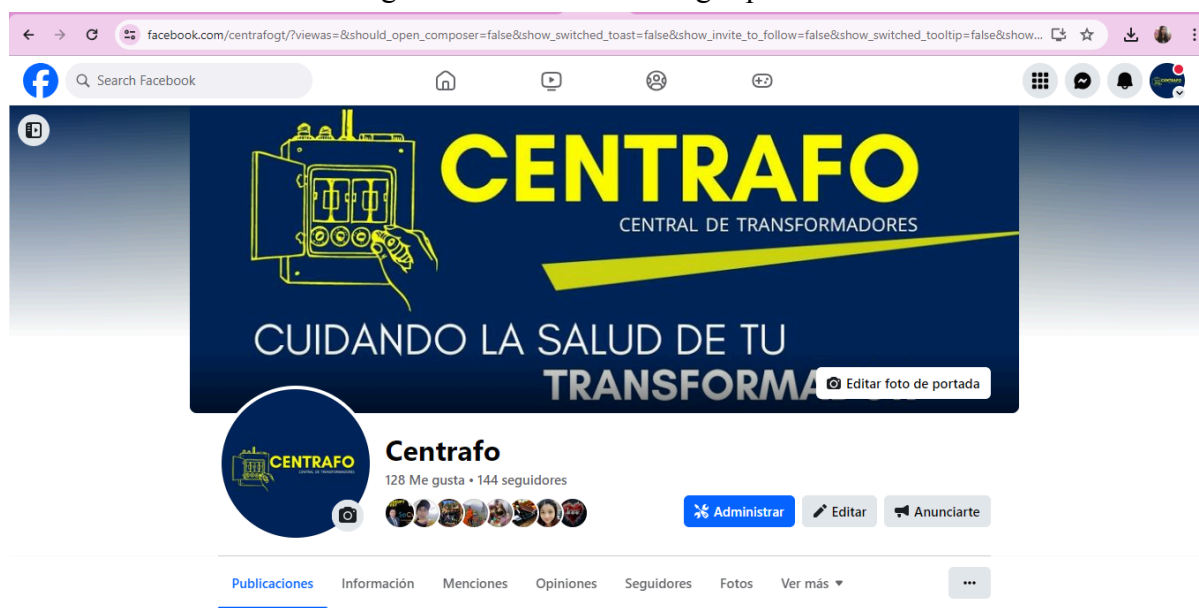 facebook.com/centrafogt/?viewas=&should_open_composer=false&show_switched_toast=false&show_invite_to_follow=false&show_switched_tooltip=false&show...
Search Facebook
CENTRAFO
CENTRAL DE TRANSFORMADORES
CUIDANDO LA SALUD DE TU
Editar foto de portada
CENTRAFO
Centrafo
128 Me gusta • 144 seguidores
Administrar Editar Anunciarte
Publicaciones Información Menciones Opiniones Seguidores Fotos Ver más